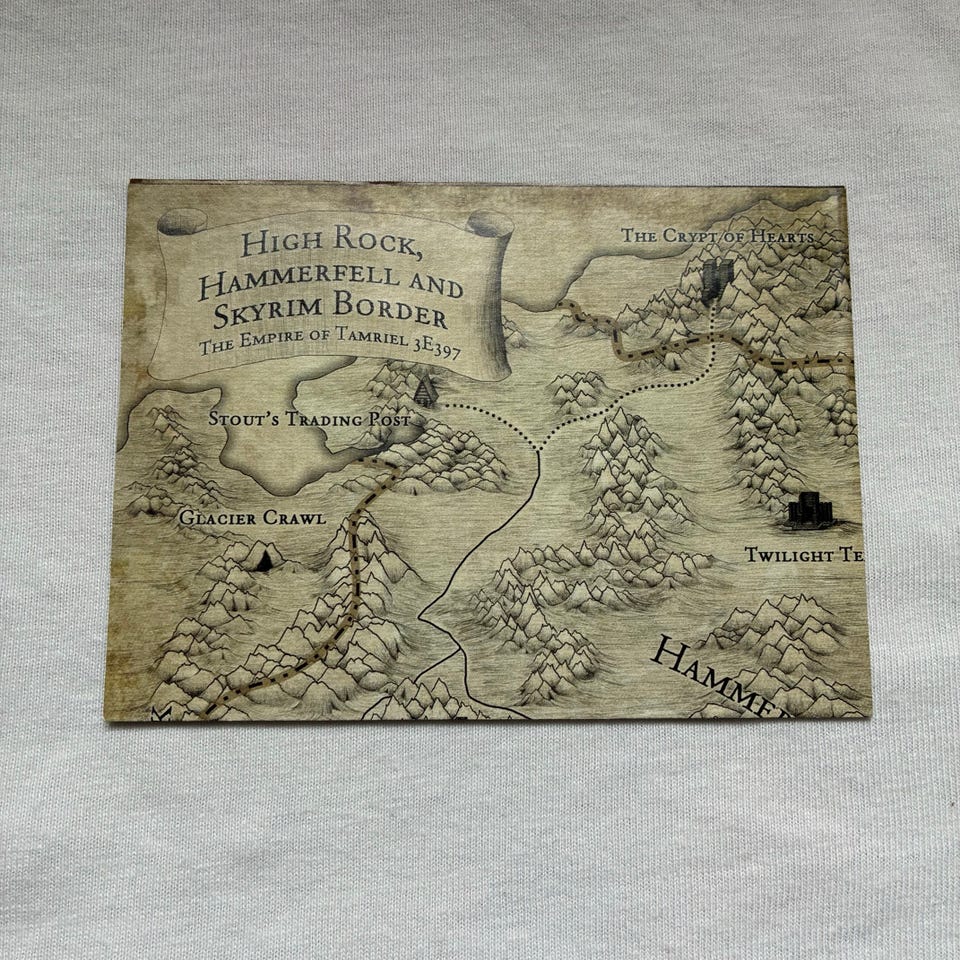 High Rock,
Hammerfell and
Skyrim Border
The Empire of Tamriel 3E397
The Crypt of Hearts
Stout's Trading Post
Glacier Crawl
Twilight Te
Hammer